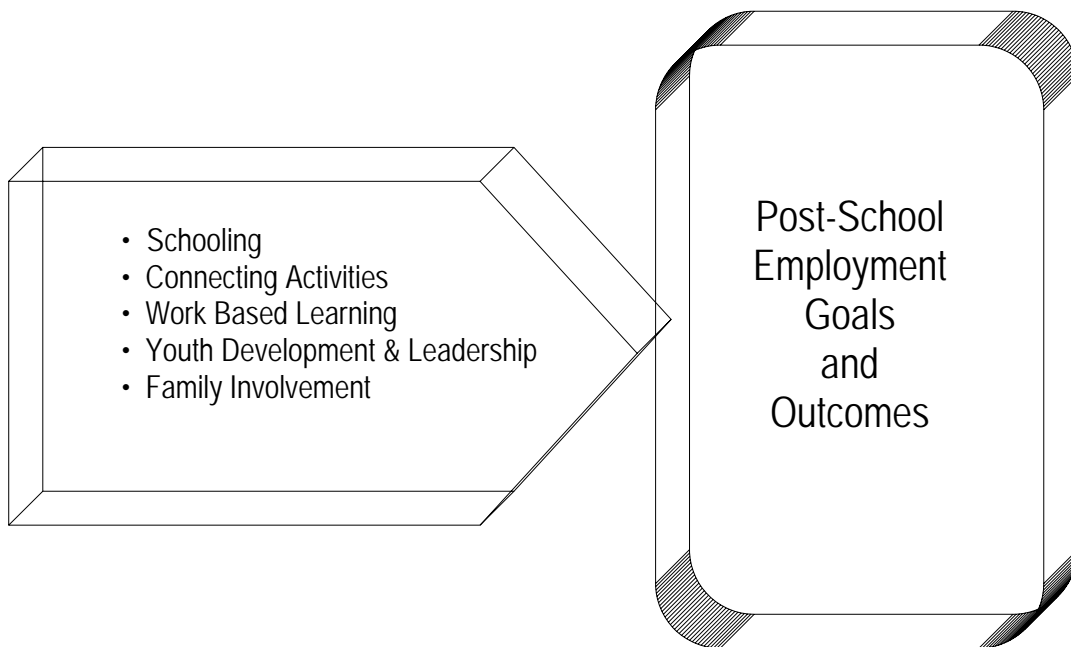 • Schooling
• Connecting Activities
• Work Based Learning
• Youth Development & Leadership
• Family Involvement
Post-School
Employment
Goals
and
Outcomes